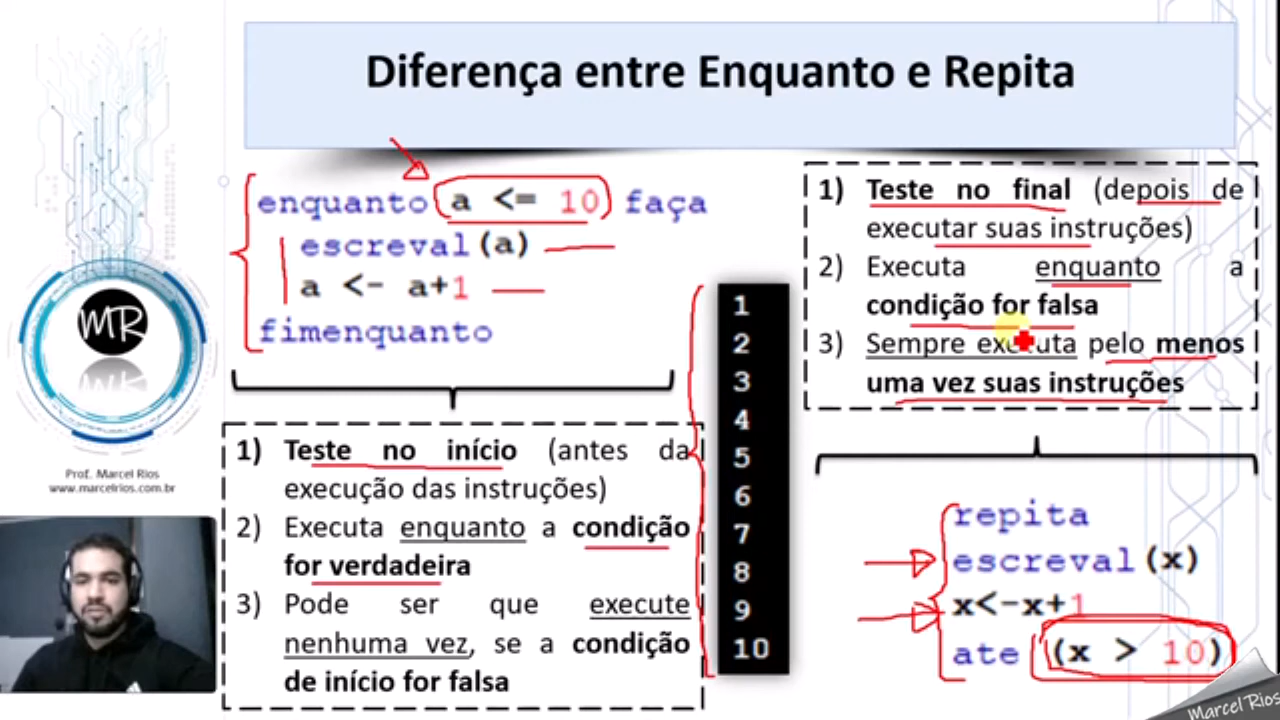 Diferença entre Enquanto e Repita
enquanto a <= 10 faça
escreval(a)
a <- a+1
fimenquanto
1) Teste no início (antes da
execução das instruções)
2) Executa enquanto a condição
for verdadeira
3) Pode ser que execute
nenhuma vez, se a condição
de início for falsa
1
2
3
4
5
6
7
8
9
10
1) Teste no final (depois de
executar suas instruções)
2) Executa enquanto a
condição for falsa
3) Sempre executa pelo menos
uma vez suas instruções
repita
escreval(x)
x<-x+1
ate (x > 10)
MR
Prof. Marcel Rios
www.marcelrios.com.br
Marcel Rios